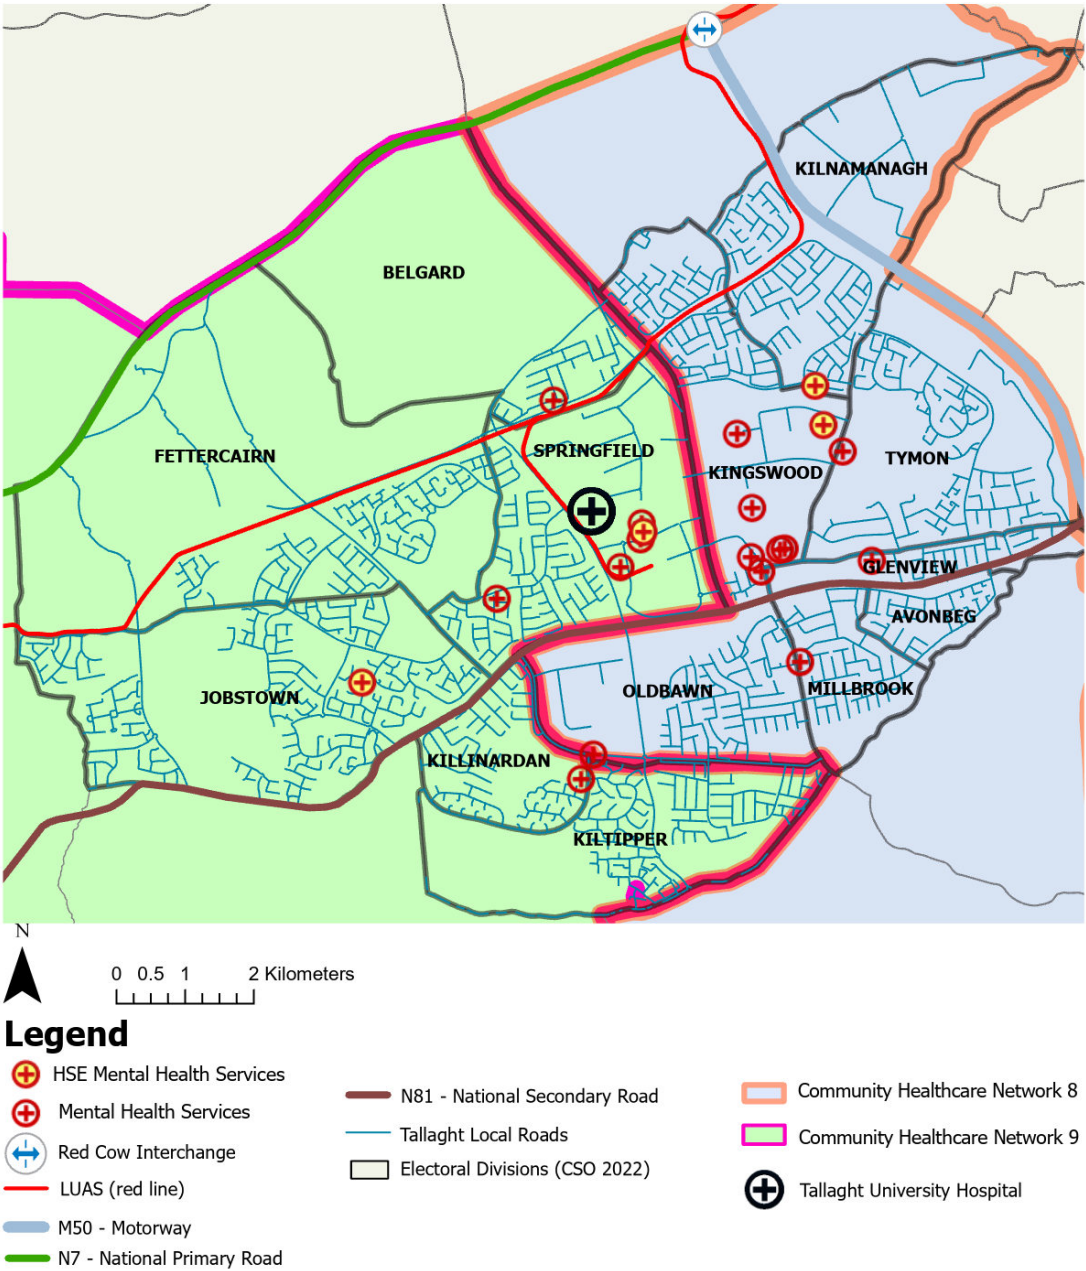 KILNAMANAGH
BELGARD
SPRINGFIELD
FETTERCAIRN
TYMON
KINGSWOOD
GLENVIEW
AVONBEG
OLDBAWN
MILLBROOK
JOBSTOWN
KILLINARDAN
KILTIPPER
N
0 0.5 1 2 Kilometers
Legend
HSE Mental Health Services
Mental Health Services
Red Cow Interchange
LUAS (red line)
M50 - Motorway
N7 - National Primary Road
N81 - National Secondary Road
Tallaght Local Roads
Electoral Divisions (CSO 2022)
Community Healthcare Network 8
Community Healthcare Network 9
Tallaght University Hospital